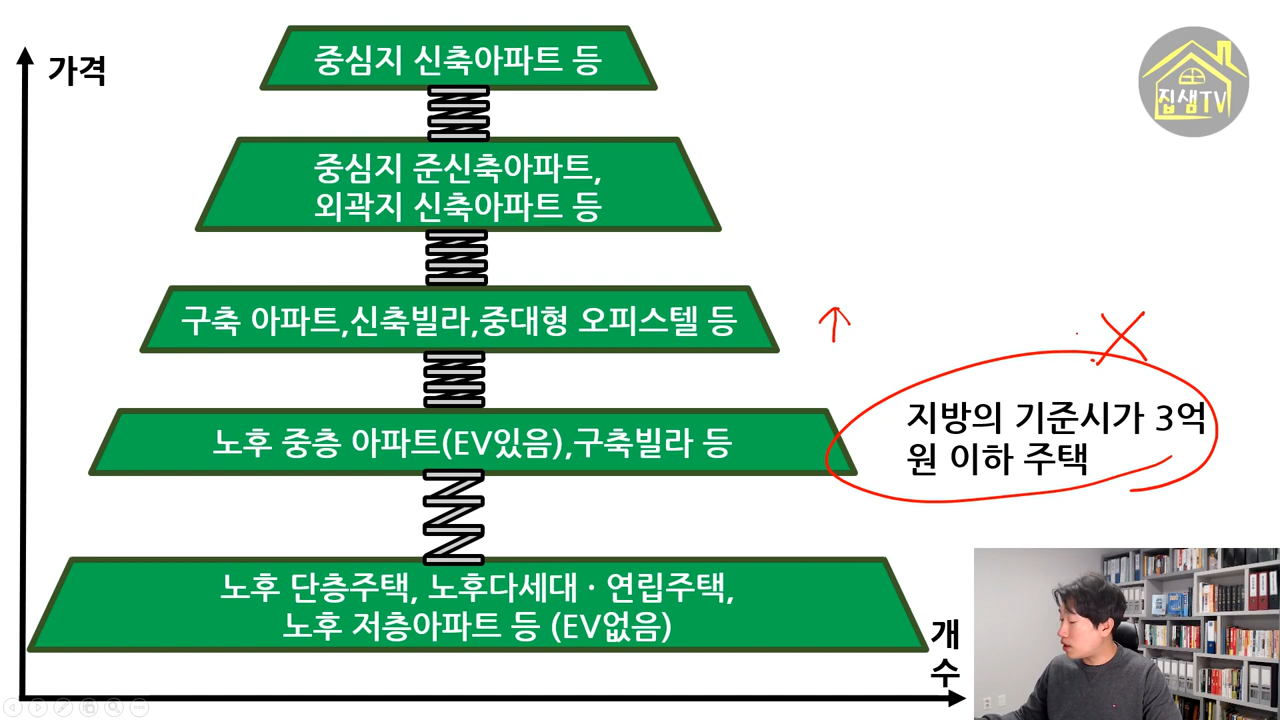 가격
중심지 신축아파트 등
집샘TV
중심지 준신축아파트,
외곽지 신축아파트 등
구축 아파트,신축빌라,중대형 오피스텔 등
노후 중층 아파트(EV있음),구축빌라 등
지방의 기준시가 3억
원 이하 주택
노후 단층주택, 노후다세대 · 연립주택,
노후 저층아파트 등 (EV없음)
개
수